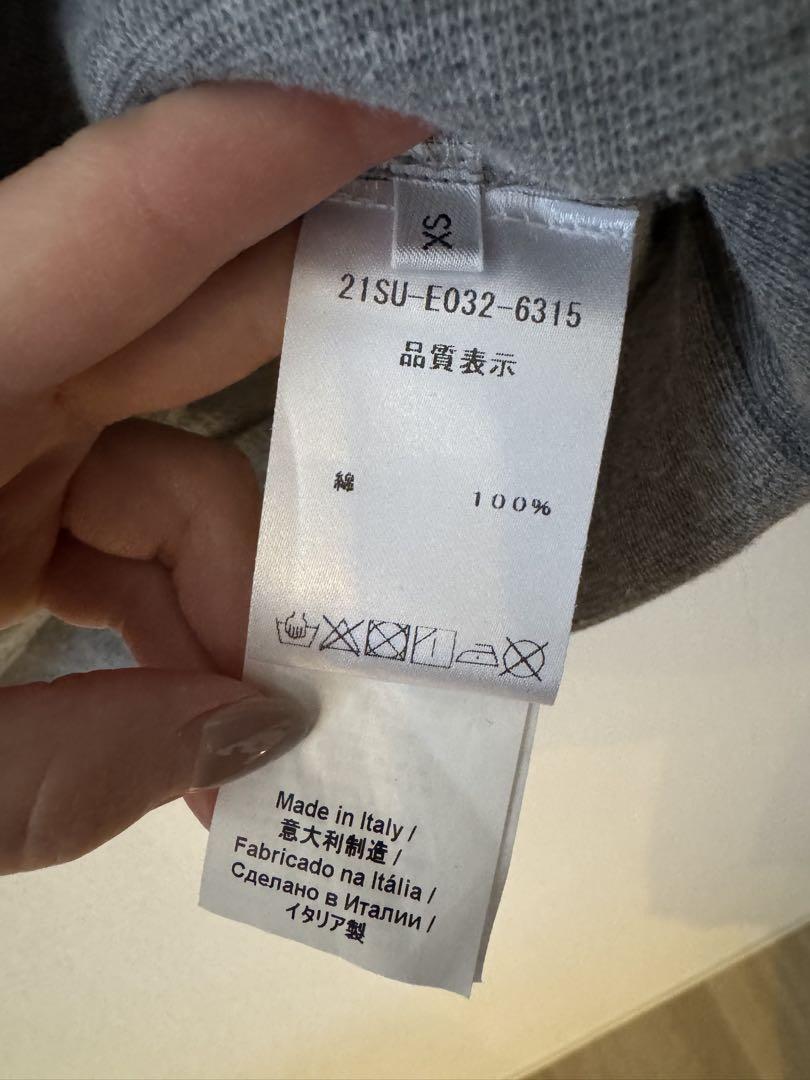 XS
21SU-E032-6315
品質表示
綿 100%
Made in Italy /
意大利制造 /
Fabricado na Itália /
Сделано в Италии /
イタリア製